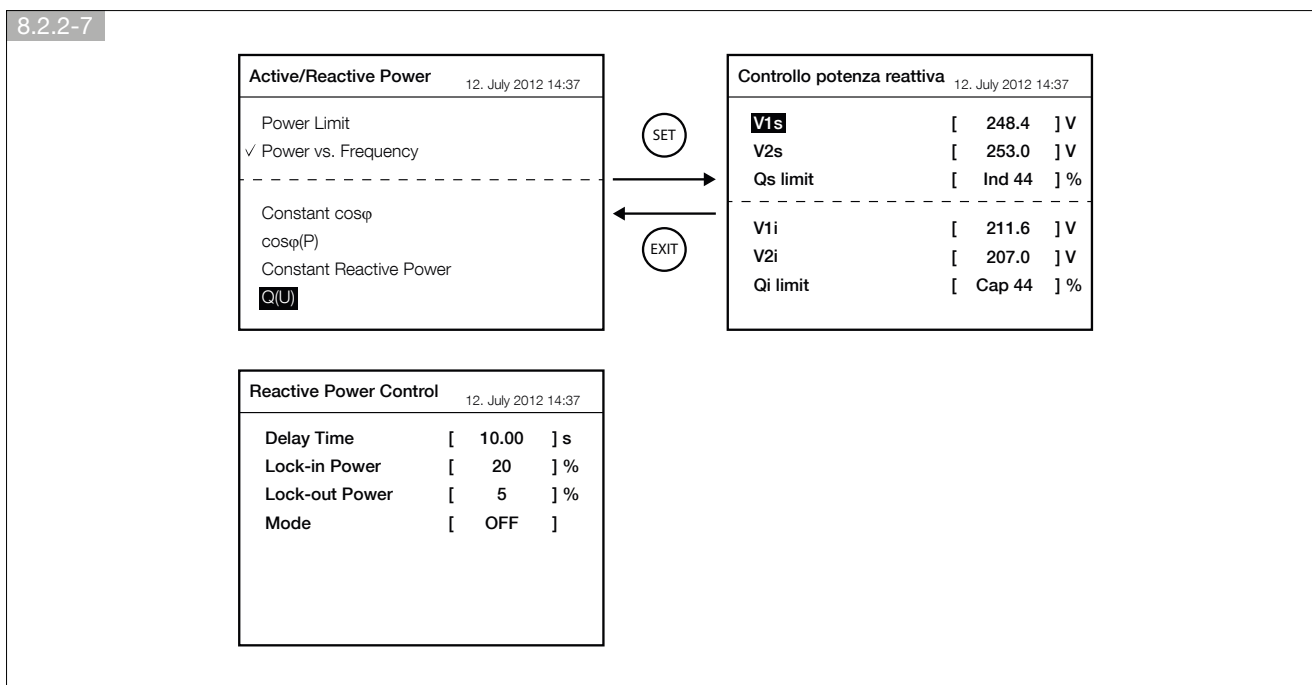 8.2.2-7
Active/Reactive Power 12. July 2012 14:37
Power Limit
✓ Power vs. Frequency
Constant cosφ
cosφ(P)
Constant Reactive Power
Q(U)
SET
EXIT
Controllo potenza reattiva 12. July 2012 14:37
V1s [ 248.4 ] V
V2s [ 253.0 ] V
Qs limit [ Ind 44 ] %
V1i [ 211.6 ] V
V2i [ 207.0 ] V
Qi limit [ Cap 44 ] %
Reactive Power Control 12. July 2012 14:37
Delay Time [ 10.00 ] s
Lock-in Power [ 20 ] %
Lock-out Power [ 5 ] %
Mode [ OFF ]